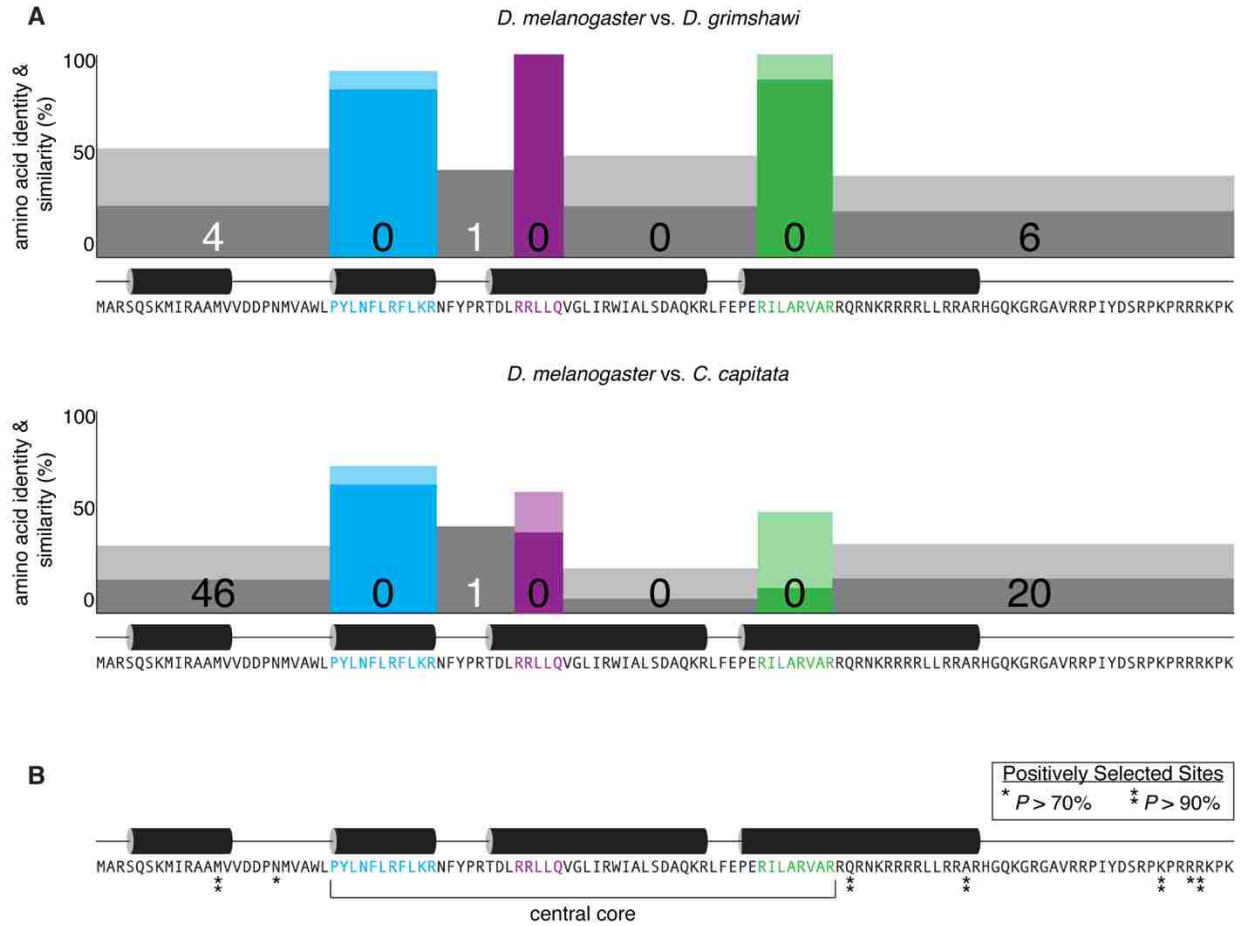 A
D. melanogaster vs. D. grimshawi
amino acid identity &
similarity (%)
100
50
0
4 0 1 0 0 0 6
MARSQSKMIRAAMVVDDPNMVAWLPYLNFLRFLKRNFYPRTDLRRLLQVGLIRWIALSDAQKRLFEPERILARVARRQRNKRRRRLLRRARHGQKGRGAVRRPIYDSRPKPRRRKPK
D. melanogaster vs. C. capitata
amino acid identity &
similarity (%)
100
50
0
46 0 1 0 0 0 20
MARSQSKMIRAAMVVDDPNMVAWLPYLNFLRFLKRNFYPRTDLRRLLQVGLIRWIALSDAQKRLFEPERILARVARRQRNKRRRRLLRRARHGQKGRGAVRRPIYDSRPKPRRRKPK
B
Positively Selected Sites
* P > 70% ** P > 90%
MARSQSKMIRAAMVVDDPNMVAWLPYLNFLRFLKRNFYPRTDLRRLLQVGLIRWIALSDAQKRLFEPERILARVARRQRNKRRRRLLRRARHGQKGRGAVRRPIYDSRPKPRRRKPK
** * ** ** ** * **
central core